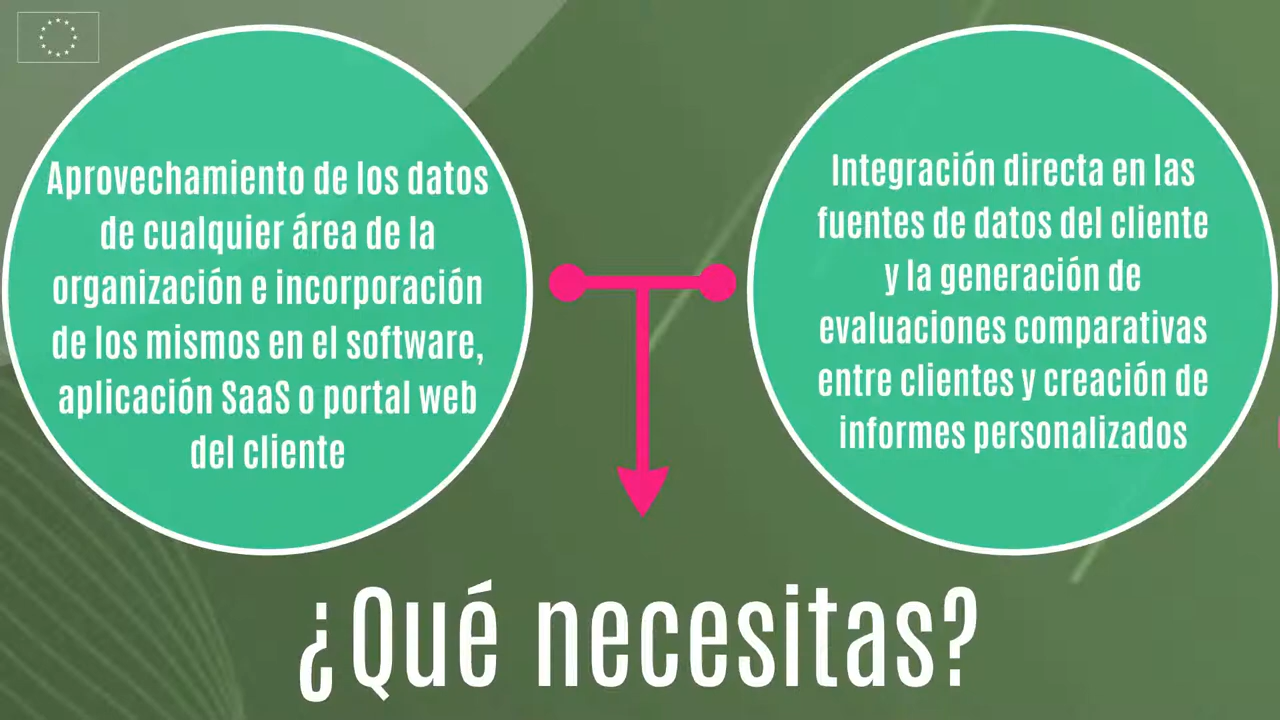 Aprovechamiento de los datos
de cualquier área de la
organización e incorporación
de los mismos en el software,
aplicación SaaS o portal web
del cliente
Integración directa en las
fuentes de datos del cliente
y la generación de
evaluaciones comparativas
entre clientes y creación de
informes personalizados
¿Qué necesitas?